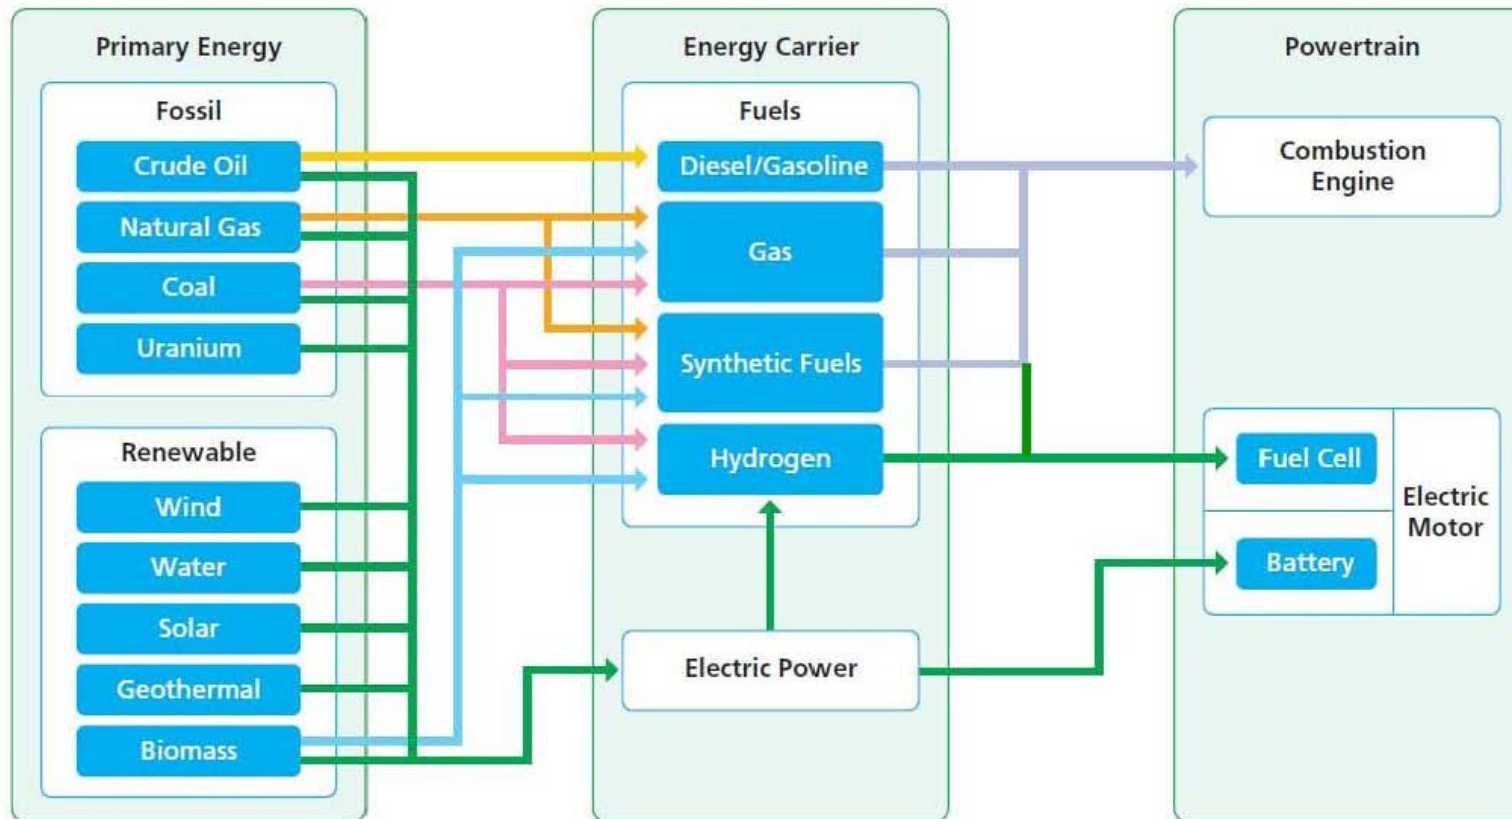 Primary Energy
Fossil
Crude Oil
Natural Gas
Coal
Uranium
Renewable
Wind
Water
Solar
Geothermal
Biomass
Energy Carrier
Fuels
Diesel/Gasoline
Gas
Synthetic Fuels
Hydrogen
Electric Power
Powertrain
Combustion
Engine
Fuel Cell
Battery
Electric
Motor